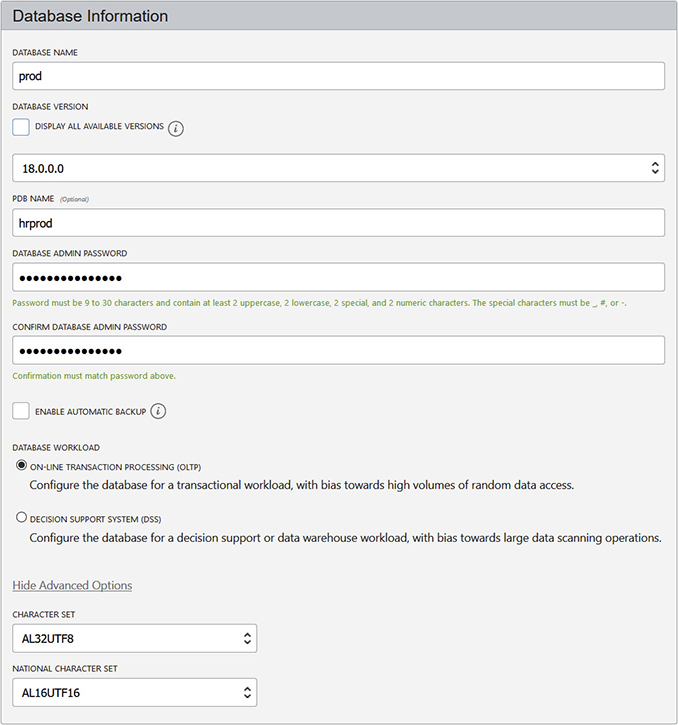 Database Information
DATABASE NAME
prod
DATABASE VERSION
DISPLAY ALL AVAILABLE VERSIONS i
18.0.0.0
PDB NAME (Optional)
hrprod
DATABASE ADMIN PASSWORD
●●●●●●●●●●●●●●●
Password must be 9 to 30 characters and contain at least 2 uppercase, 2 lowercase, 2 special, and 2 numeric characters. The special characters must be _, #, or -.
CONFIRM DATABASE ADMIN PASSWORD
●●●●●●●●●●●●●●●
Confirmation must match password above.
ENABLE AUTOMATIC BACKUP i
DATABASE WORKLOAD
ON-LINE TRANSACTION PROCESSING (OLTP)
Configure the database for a transactional workload, with bias towards high volumes of random data access.
DECISION SUPPORT SYSTEM (DSS)
Configure the database for a decision support or data warehouse workload, with bias towards large data scanning operations.
Hide Advanced Options
CHARACTER SET
AL32UTF8
NATIONAL CHARACTER SET
AL16UTF16